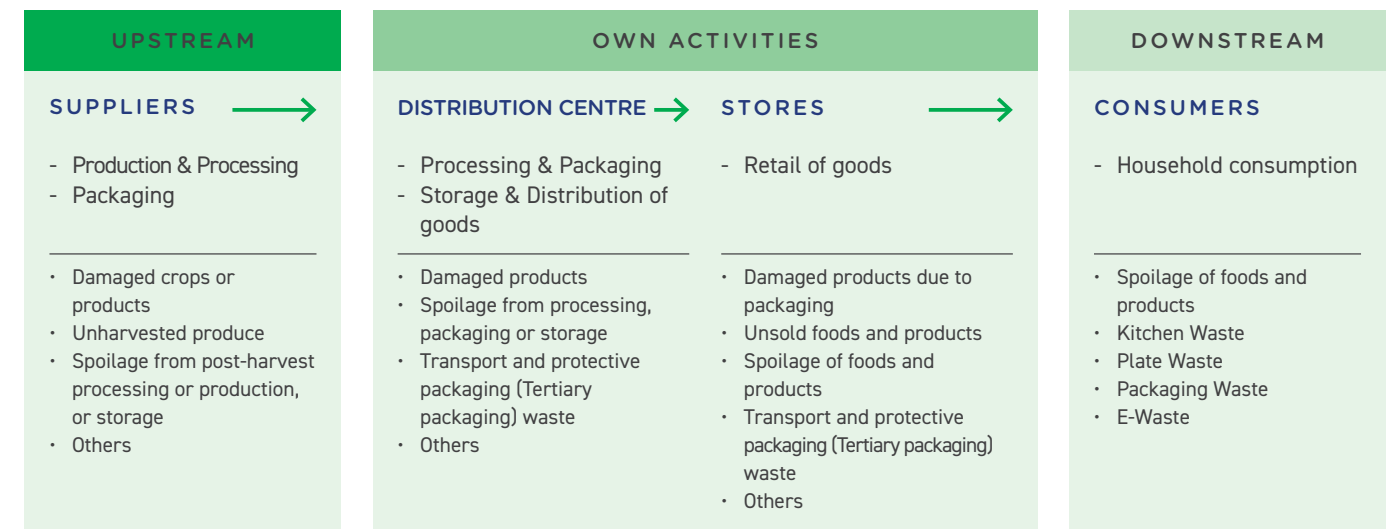 UPSTREAM
SUPPLIERS
- Production & Processing
- Packaging
· Damaged crops or
products
· Unharvested produce
· Spoilage from post-harvest
processing or production,
or storage
· Others
OWN ACTIVITIES
DISTRIBUTION CENTRE
- Processing & Packaging
- Storage & Distribution of
goods
· Damaged products
· Spoilage from processing,
packaging or storage
· Transport and protective
packaging (Tertiary
packaging) waste
· Others
STORES
- Retail of goods
· Damaged products due to
packaging
· Unsold foods and products
· Spoilage of foods and
products
· Transport and protective
packaging (Tertiary packaging)
waste
· Others
DOWNSTREAM
CONSUMERS
- Household consumption
· Spoilage of foods and
products
· Kitchen Waste
· Plate Waste
· Packaging Waste
· E-Waste